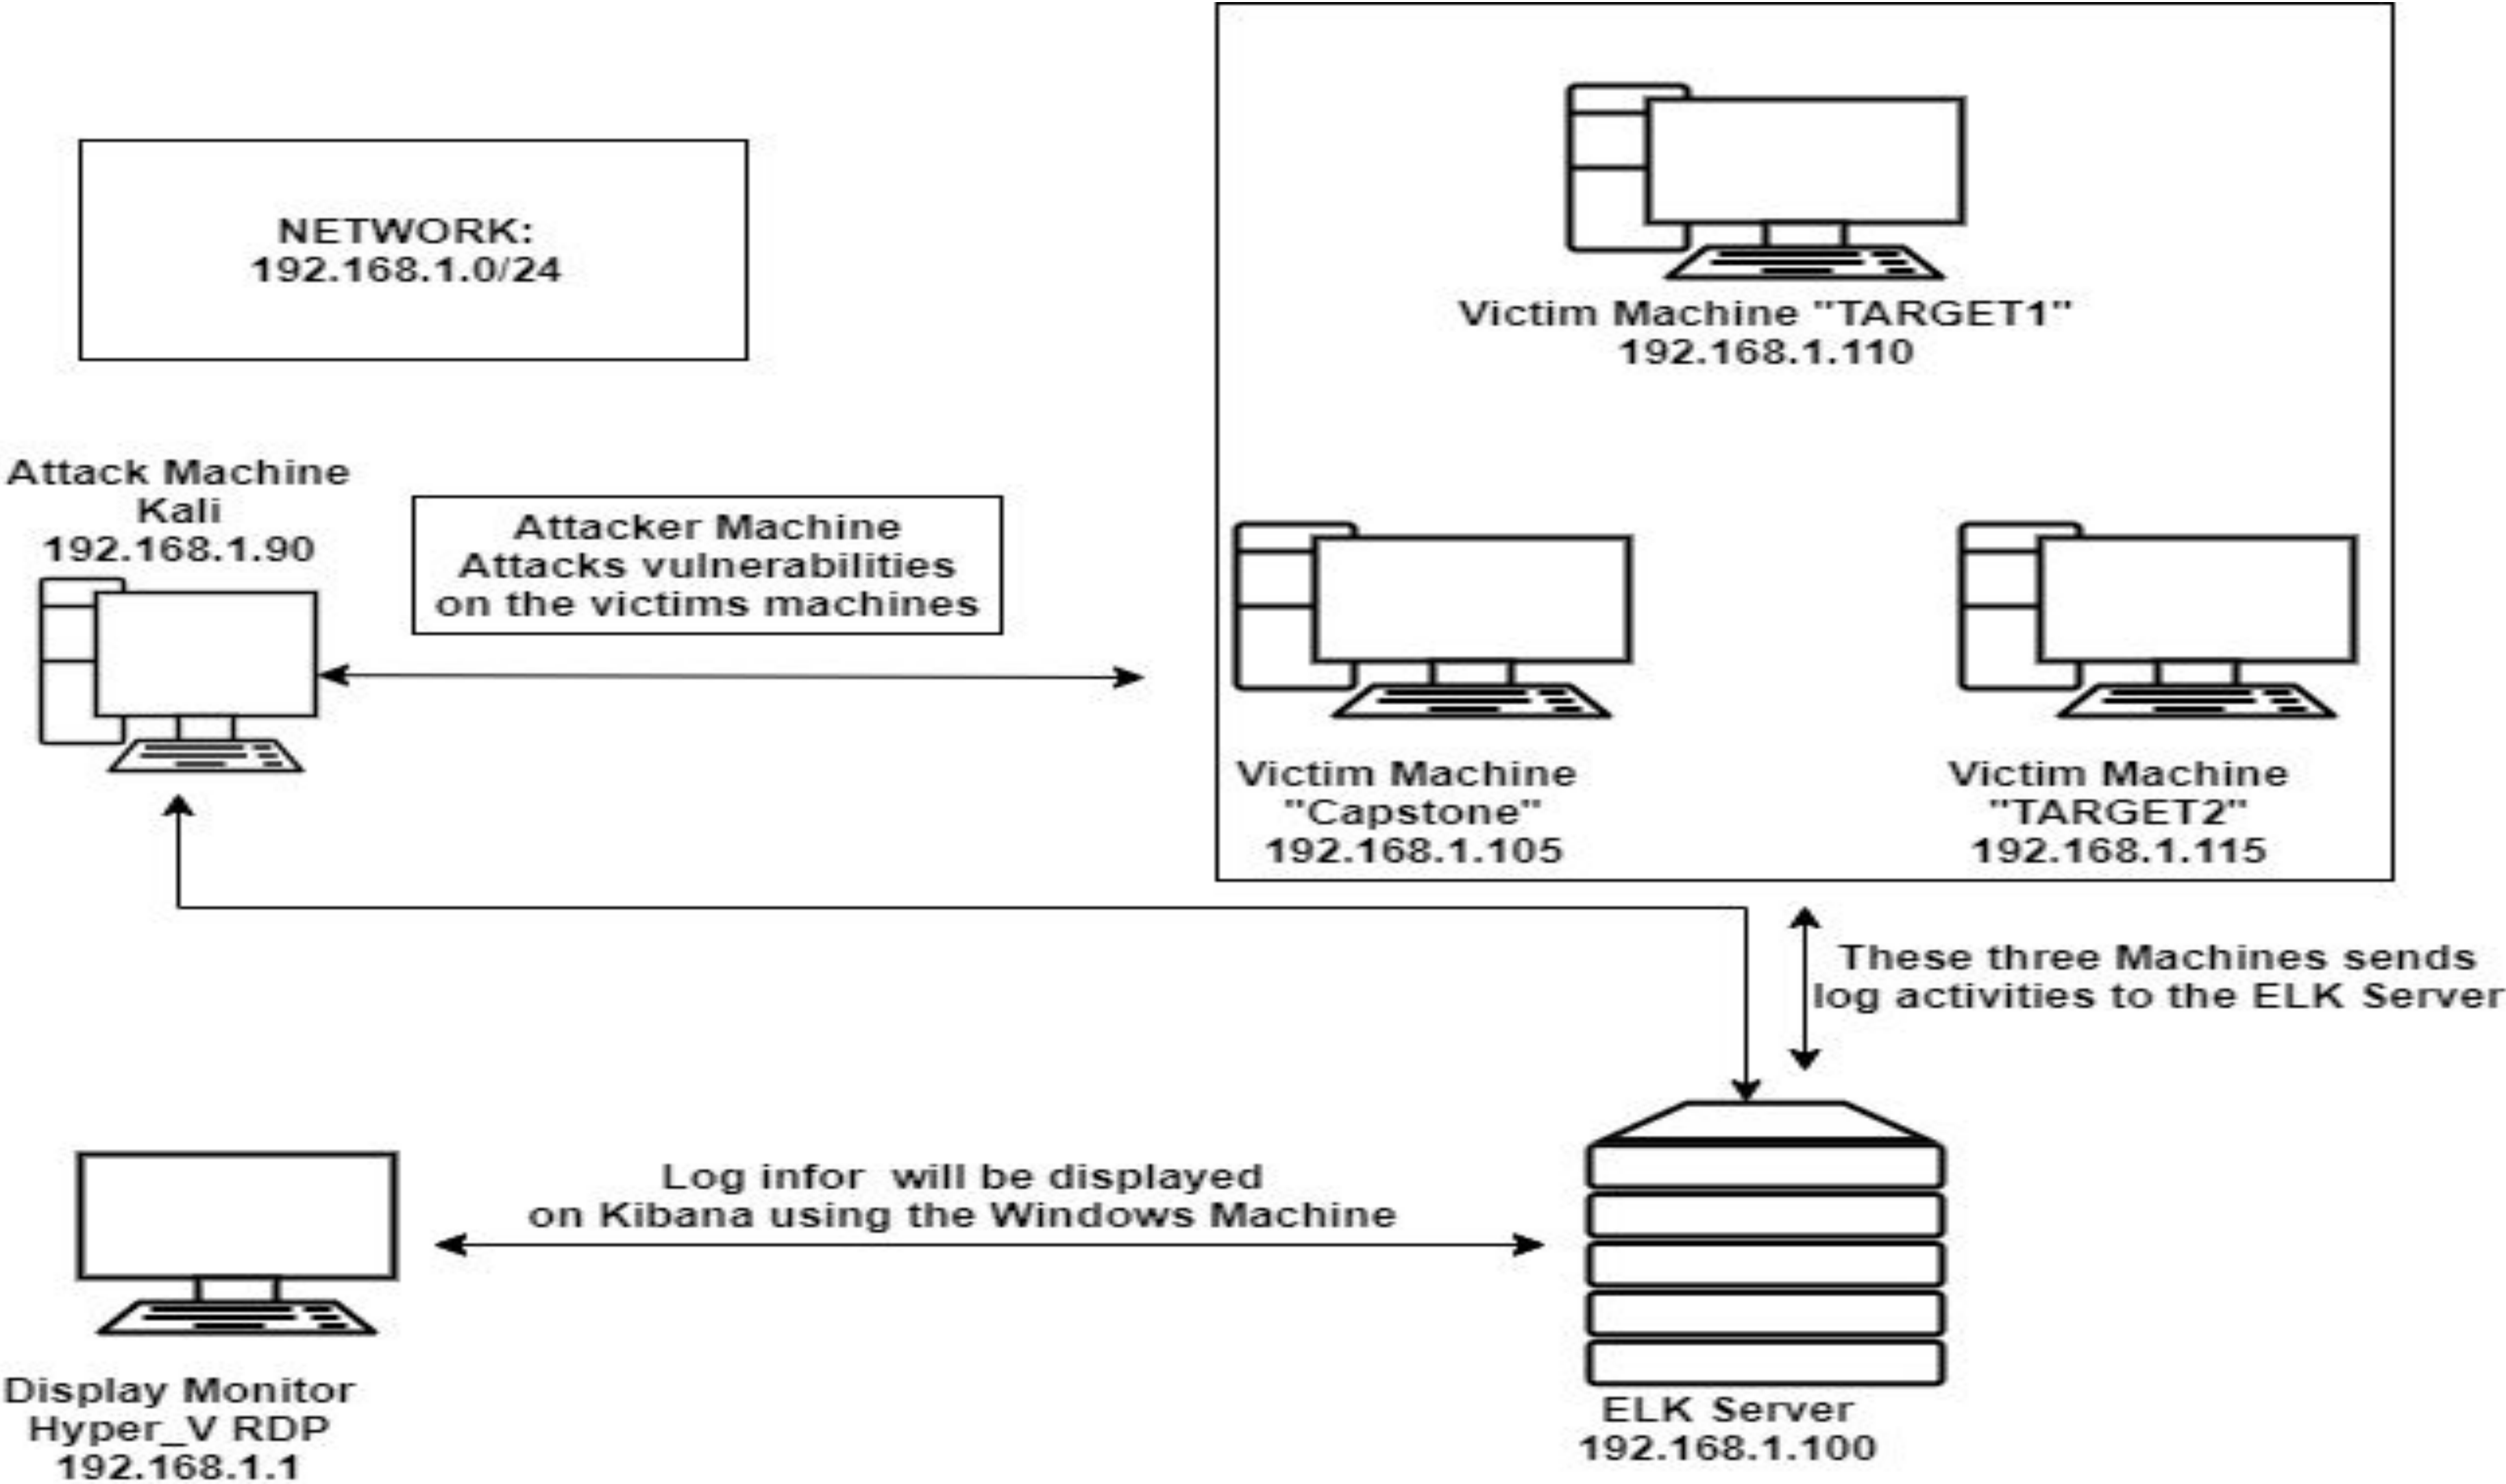 NETWORK:
192.168.1.0/24
Victim Machine "TARGET1"
192.168.1.110
Attack Machine
Kali
192.168.1.90
Attacker Machine
Attacks vulnerabilities
on the victims machines
Victim Machine
"Capstone"
192.168.1.105
Victim Machine
"TARGET2"
192.168.1.115
These three Machines sends
log activities to the ELK Server
Log infor  will be displayed
on Kibana using the Windows Machine
Display Monitor
Hyper_V RDP
192.168.1.1
ELK Server
192.168.1.100